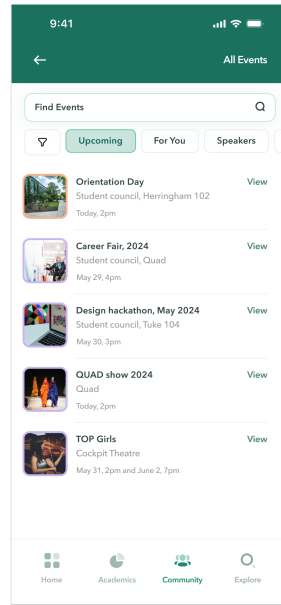 9:41
All Events
Find Events
Upcoming
For You
Speakers
Orientation Day
View
Student council, Herringham 102
Today, 2pm
Career Fair, 2024
View
Student council, Quad
May 29, 4pm
Design hackathon, May 2024
View
Student council, Tuke 104
May 30, 3pm
QUAD show 2024
View
Quad
Today, 2pm
TOP Girls
View
Cockpit Theatre
May 31, 2pm and June 2, 7pm
Home
Academics
Community
Explore